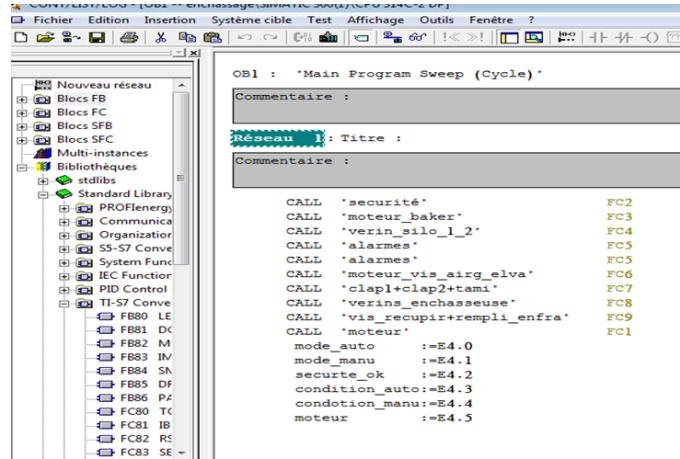 CONT/LIST/LOG - [OB1 -- enchassage\SIMATIC 300(1)\CPU 314C-2 DP]
Fichier Edition Insertion Système cible Test Affichage Outils Fenêtre ?
Nouveau réseau
Blocs FB
Blocs FC
Blocs SFB
Blocs SFC
Multi-instances
Bibliothèques
stdlibs
Standard Library
PROFIenergy
Communica
Organization
S5-S7 Conve
System Func
IEC Function
PID Control
TI-S7 Conve
FB80 LE
FB81 DC
FB82 M
FB83 IM
FB84 SN
FB85 DP
FB86 PA
FC80 TO
FC81 IB
FC82 RS
FC83 SE
OB1 : "Main Program Sweep (Cycle)"
Commentaire :
Réseau 1: Titre :
Commentaire :
CALL "securité" FC2
CALL "moteur_baker" FC3
CALL "verin_silo_1_2" FC4
CALL "alarmes" FC5
CALL "alarmes" FC5
CALL "moteur_vis_airg_elva" FC6
CALL "clap1+clap2+tami" FC7
CALL "verins_enchasseuse" FC8
CALL "vis_recupir+rempli_enfra" FC9
CALL "moteur" FC1
mode_auto :=E4.0
mode_manu :=E4.1
securte_ok :=E4.2
condition_auto:=E4.3
condotion_manu:=E4.4
moteur :=E4.5